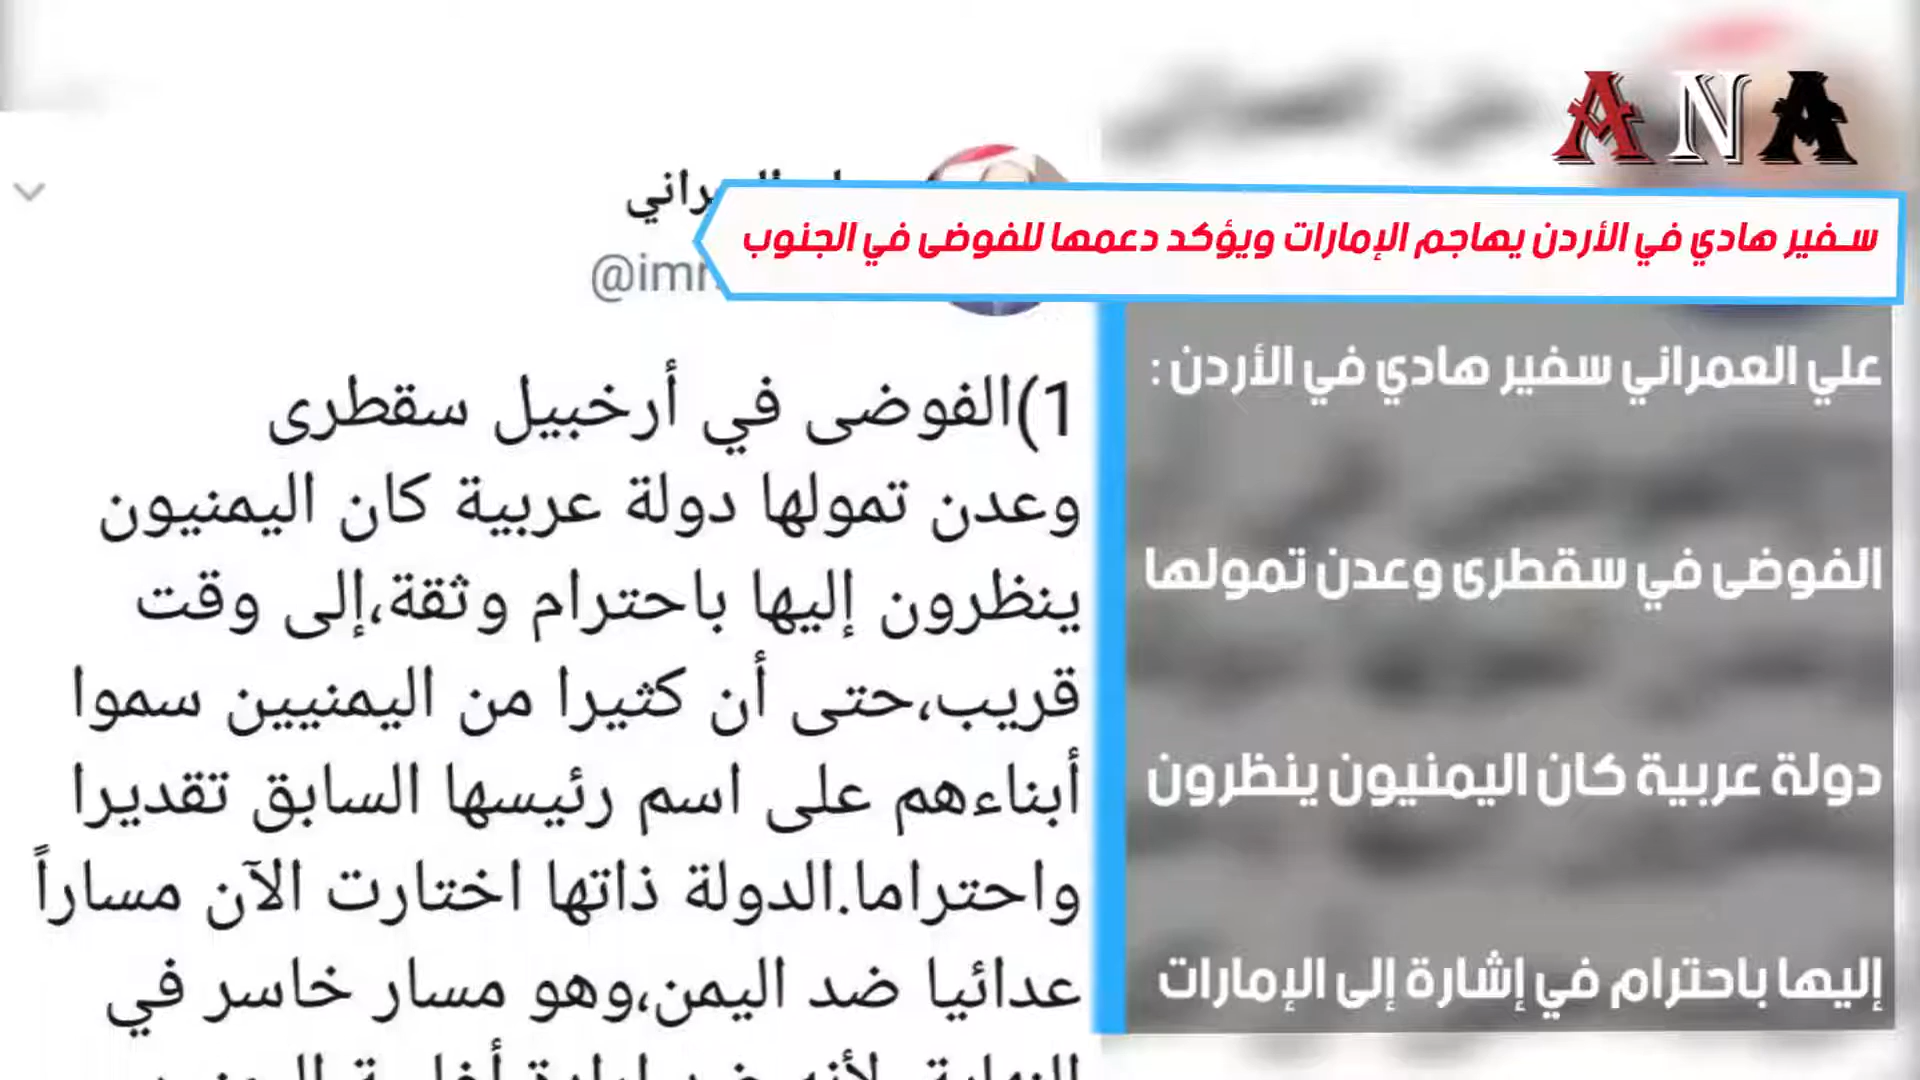 ANA
سفير هادي في الأردن يهاجم الإمارات ويؤكد دعمها للفوضى في الجنوب
علي العمراني سفير هادي في الأردن :
الفوضى في سقطرى وعدن تمولها
دولة عربية كان اليمنيون ينظرون
إليها باحترام في إشارة إلى الإمارات
@imr
1)الفوضى في أرخبيل سقطرى
وعدن تمولها دولة عربية كان اليمنيون
ينظرون إليها باحترام وثقة،إلى وقت
قريب،حتى أن كثيرا من اليمنيين سموا
أبناءهم على اسم رئيسها السابق تقديرا
واحتراما.الدولة ذاتها اختارت الآن مساراً
عدائيا ضد اليمن،وهو مسار خاسر في